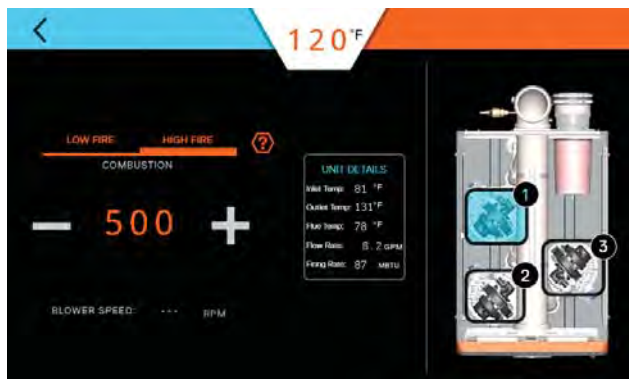 120°F
LOW FIRE HIGH FIRE ?
COMBUSTION
500
BLOWER SPEED: --- RPM
UNIT DETAILS
Inlet Temp: 81 °F
Outlet Temp: 131°F
Flue Temp: 78 °F
Flow Rate: 8.2 GPM
Firing Rate: 87 MBTU
1
2
3